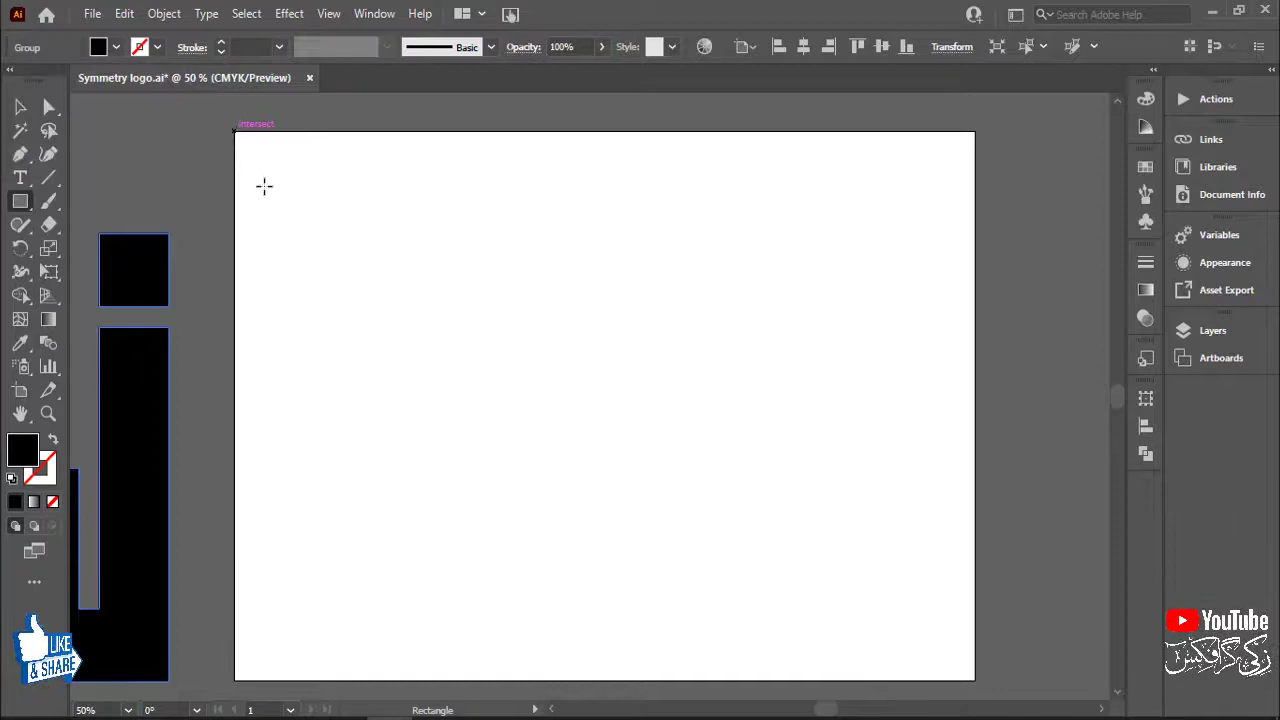 Ai File Edit Object Type Select Effect View Window Help Search Adobe Help
Group Stroke: Basic Opacity: 100% Style: Transform
Symmetry logo.ai* @ 50 % (CMYK/Preview)
intersect
Actions
Links
Libraries
Document Info
Variables
Appearance
Asset Export
Layers
Artboards
LIKE
& SHARE
YouTube
زکی گرافکس
50% 0° 1 Rectangle